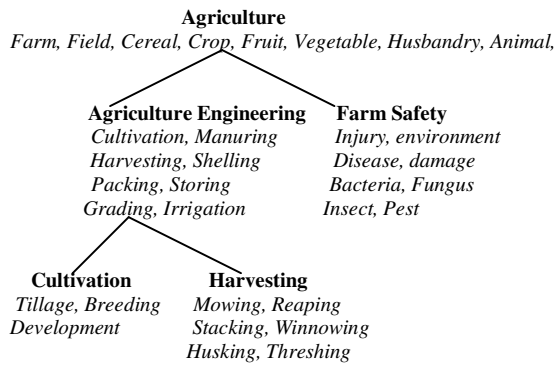 Agriculture
Farm, Field, Cereal, Crop, Fruit, Vegetable, Husbandry, Animal,
Agriculture Engineering
Cultivation, Manuring
Harvesting, Shelling
Packing, Storing
Grading, Irrigation
Farm Safety
Injury, environment
Disease, damage
Bacteria, Fungus
Insect, Pest
Cultivation
Tillage, Breeding
Development
Harvesting
Mowing, Reaping
Stacking, Winnowing
Husking, Threshing